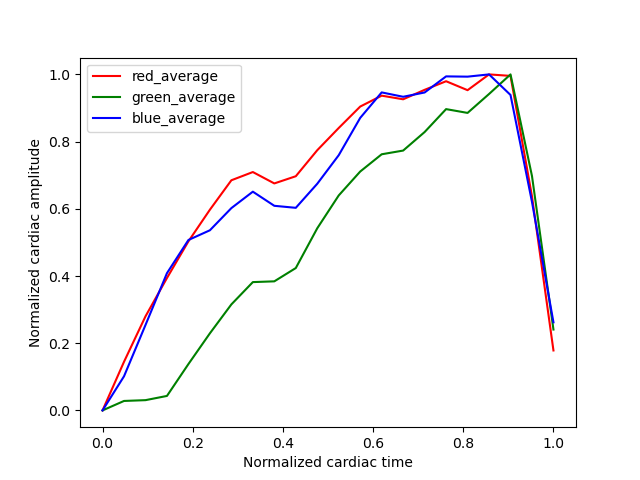 red_average
green_average
blue_average
1.0
0.8
0.6
0.4
0.2
0.0
Normalized cardiac amplitude
0.0 0.2 0.4 0.6 0.8 1.0
Normalized cardiac time